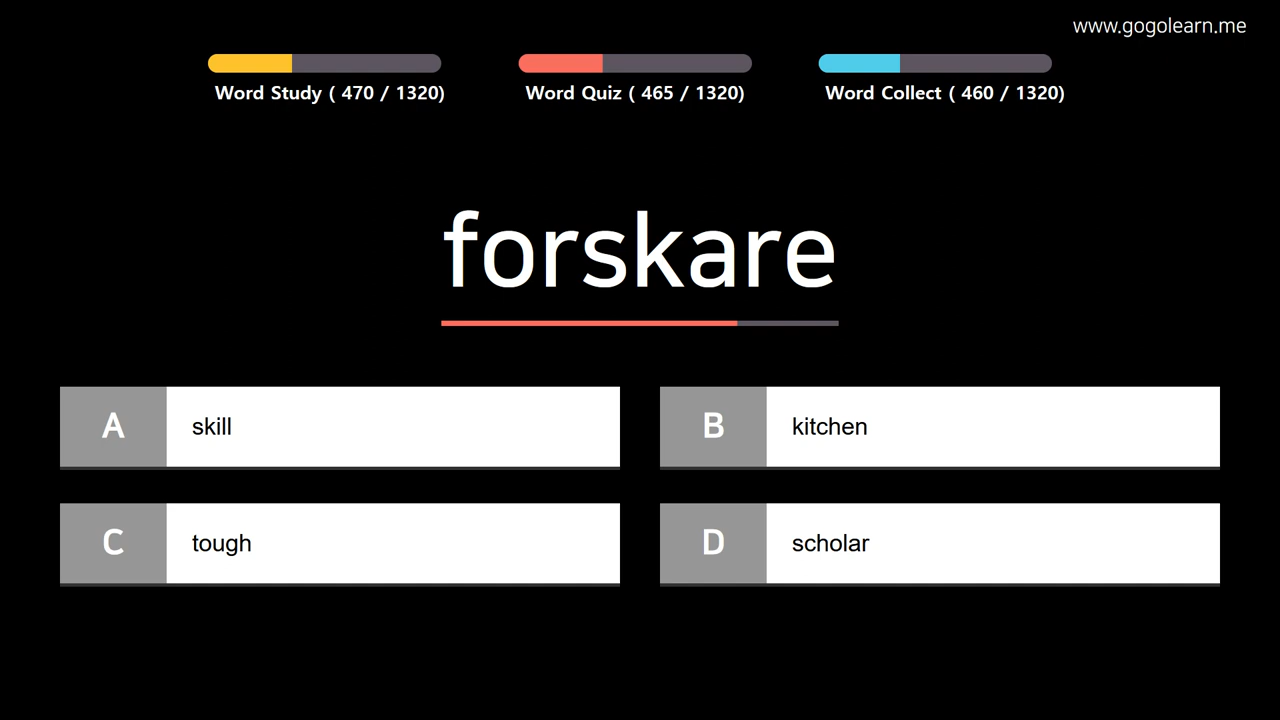 www.gogolearn.me
Word Study ( 470 / 1320)
Word Quiz ( 465 / 1320)
Word Collect ( 460 / 1320)
forskare
A
skill
B
kitchen
C
tough
D
scholar